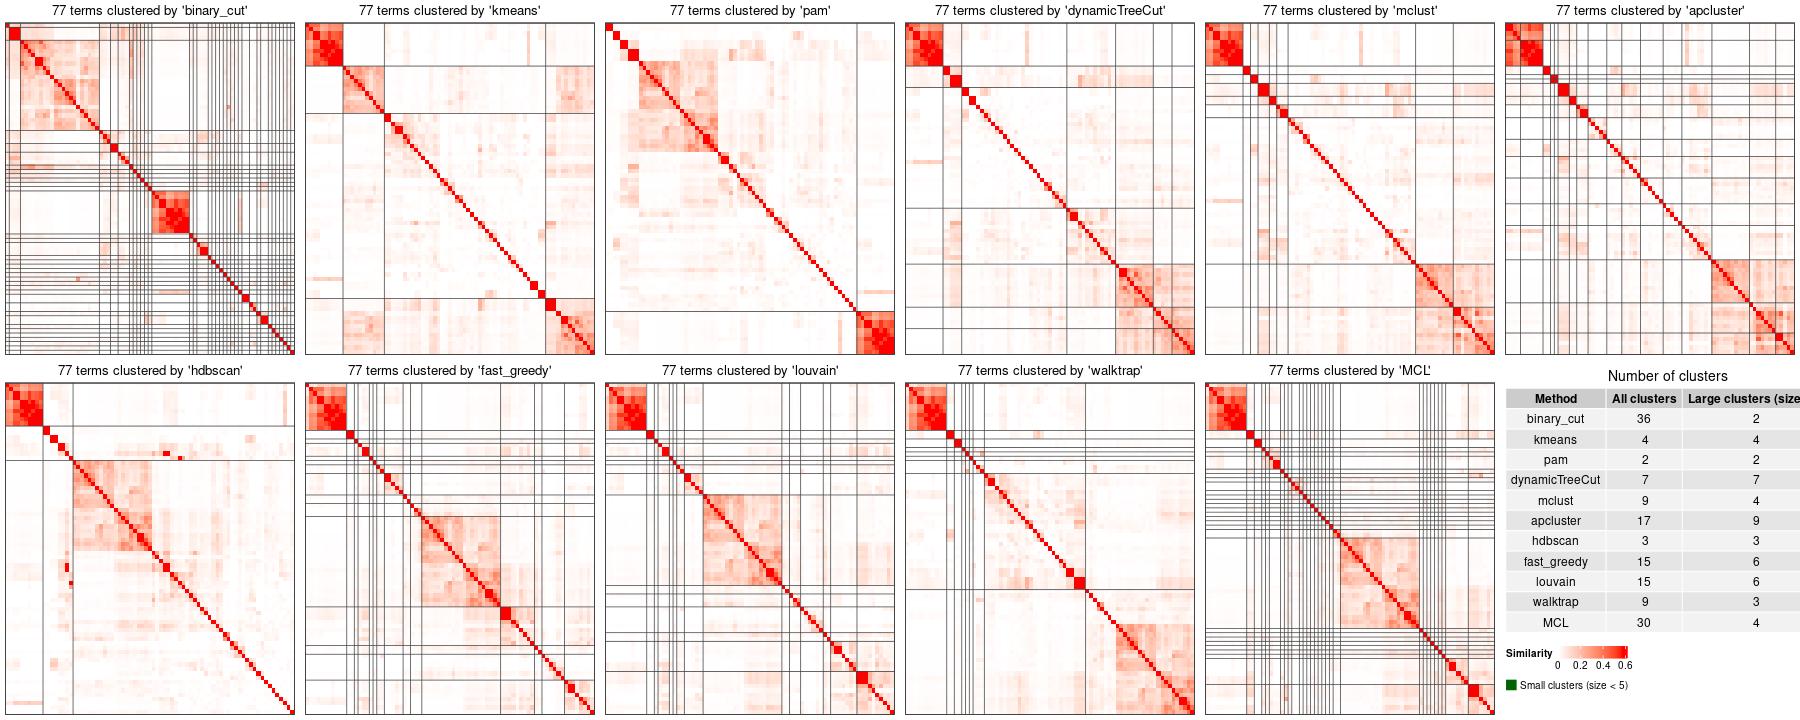 77 terms clustered by 'binary_cut'
77 terms clustered by 'kmeans'
77 terms clustered by 'pam'
77 terms clustered by 'dynamicTreeCut'
77 terms clustered by 'mclust'
77 terms clustered by 'apcluster'
77 terms clustered by 'hdbscan'
77 terms clustered by 'fast_greedy'
77 terms clustered by 'louvain'
77 terms clustered by 'walktrap'
77 terms clustered by 'MCL'
Number of clusters
Method All clusters Large clusters (size
binary_cut 36 2
kmeans 4 4
pam 2 2
dynamicTreeCut 7 7
mclust 9 4
apcluster 17 9
hdbscan 3 3
fast_greedy 15 6
louvain 15 6
walktrap 9 3
MCL 30 4
Similarity
0 0.2 0.4 0.6
Small clusters (size < 5)